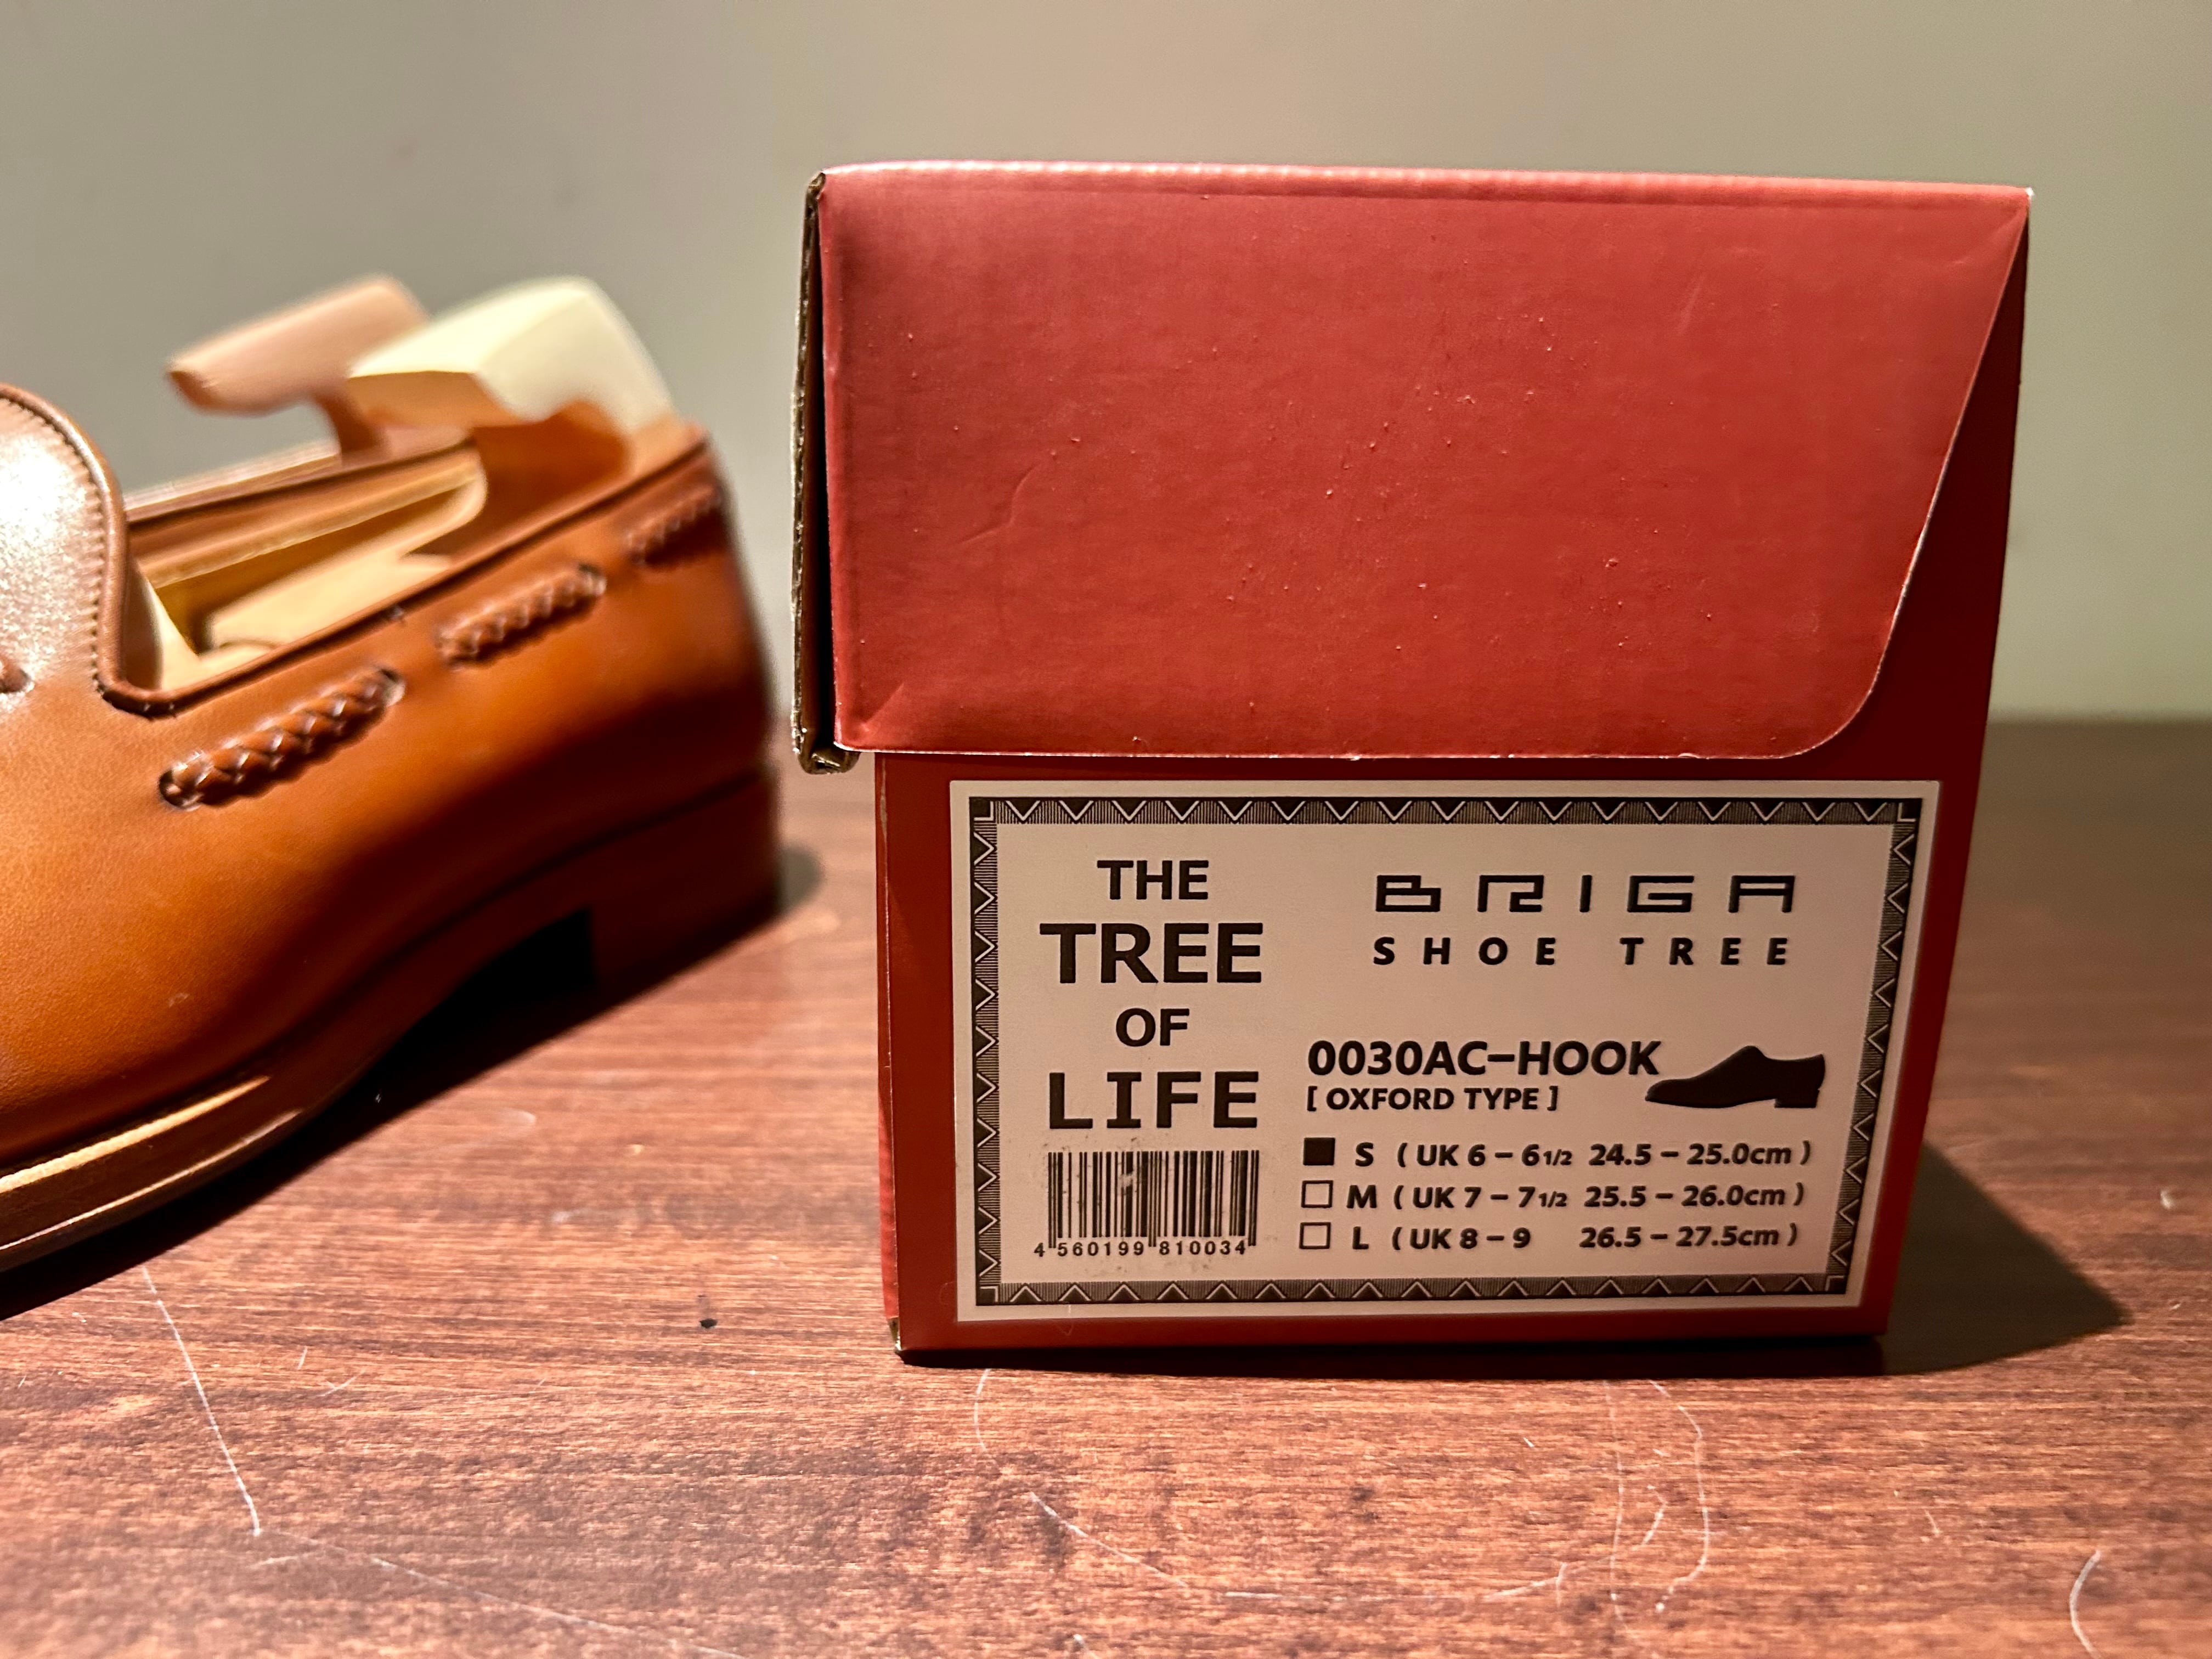 THE
TREE
OF
LIFE
4 560199 810034
BRIGA
SHOE TREE
0030AC-HOOK
[ OXFORD TYPE ]
■ S ( UK 6 – 6 1/2 24.5 – 25.0cm )
□ M ( UK 7 – 7 1/2 25.5 – 26.0cm )
□ L ( UK 8 – 9 26.5 – 27.5cm )